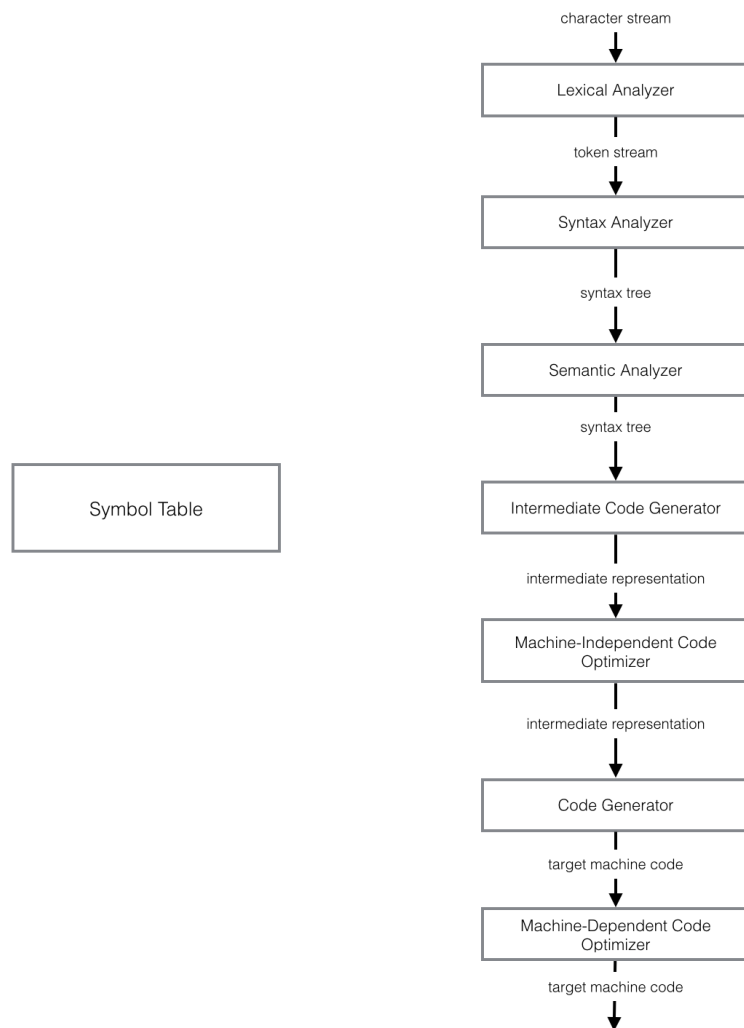 character stream
Lexical Analyzer
token stream
Syntax Analyzer
syntax tree
Semantic Analyzer
syntax tree
Symbol Table
Intermediate Code Generator
intermediate representation
Machine-Independent Code
Optimizer
intermediate representation
Code Generator
target machine code
Machine-Dependent Code
Optimizer
target machine code